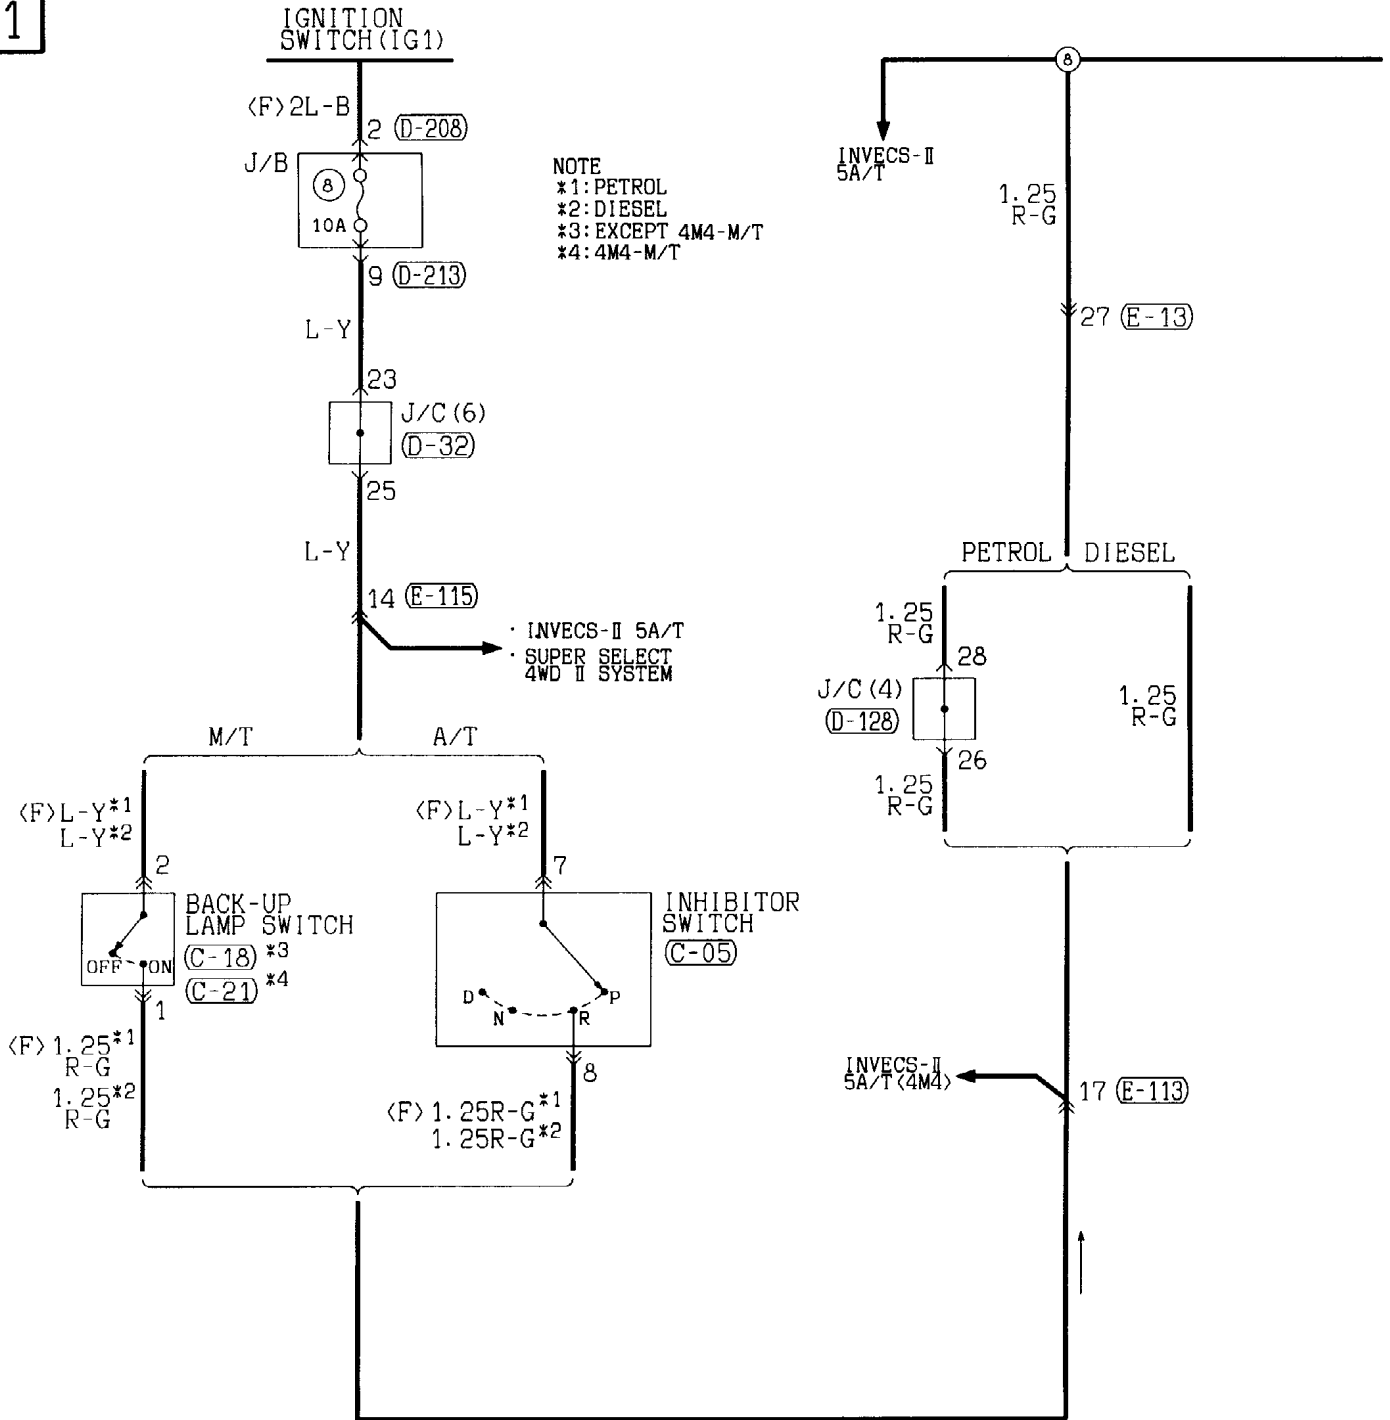 1
IGNITION
SWITCH(IG1)
<F>2L-B
2 (D-208)
J/B
8
10A
9 (D-213)
L-Y
23
J/C(6)
(D-32)
25
L-Y
14 (E-115)
· INVECS-Ⅱ 5A/T
· SUPER SELECT
4WD Ⅱ SYSTEM
NOTE
*1:PETROL
*2:DIESEL
*3:EXCEPT 4M4-M/T
*4:4M4-M/T
M/T
A/T
<F>L-Y*1
L-Y*2
2
BACK-UP
LAMP SWITCH
(C-18)*3
(C-21)*4
OFF
ON
1
<F>1.25*1
R-G
1.25*2
R-G
<F>L-Y*1
L-Y*2
7
INHIBITOR
SWITCH
(C-05)
D
N
R
P
8
<F>1.25R-G*1
1.25R-G*2
8
INVECS-Ⅱ
5A/T
1.25
R-G
27 (E-13)
PETROL
DIESEL
1.25
R-G
28
J/C(4)
(D-128)
26
1.25
R-G
1.25
R-G
INVECS-Ⅱ
5A/T<4M4>
17 (E-113)